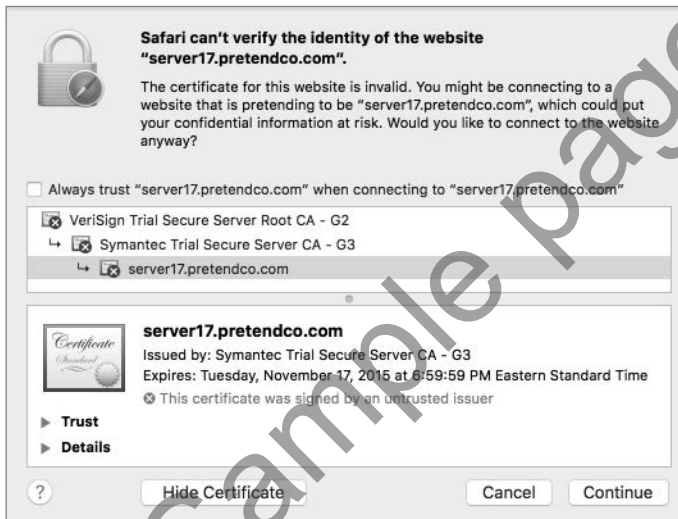 Safari can't verify the identity of the website
"server17.pretendco.com".
The certificate for this website is invalid. You might be connecting to a
website that is pretending to be "server17.pretendco.com", which could put
your confidential information at risk. Would you like to connect to the website
anyway?
Always trust "server17.pretendco.com" when connecting to "server17.pretendco.com"
VeriSign Trial Secure Server Root CA - G2
↳ Symantec Trial Secure Server CA - G3
↳ server17.pretendco.com
Certificate
Standard
server17.pretendco.com
Issued by: Symantec Trial Secure Server CA - G3
Expires: Tuesday, November 17, 2015 at 6:59:59 PM Eastern Standard Time
This certificate was signed by an untrusted issuer
Trust
Details
?
Hide Certificate
Cancel
Continue
Sample page